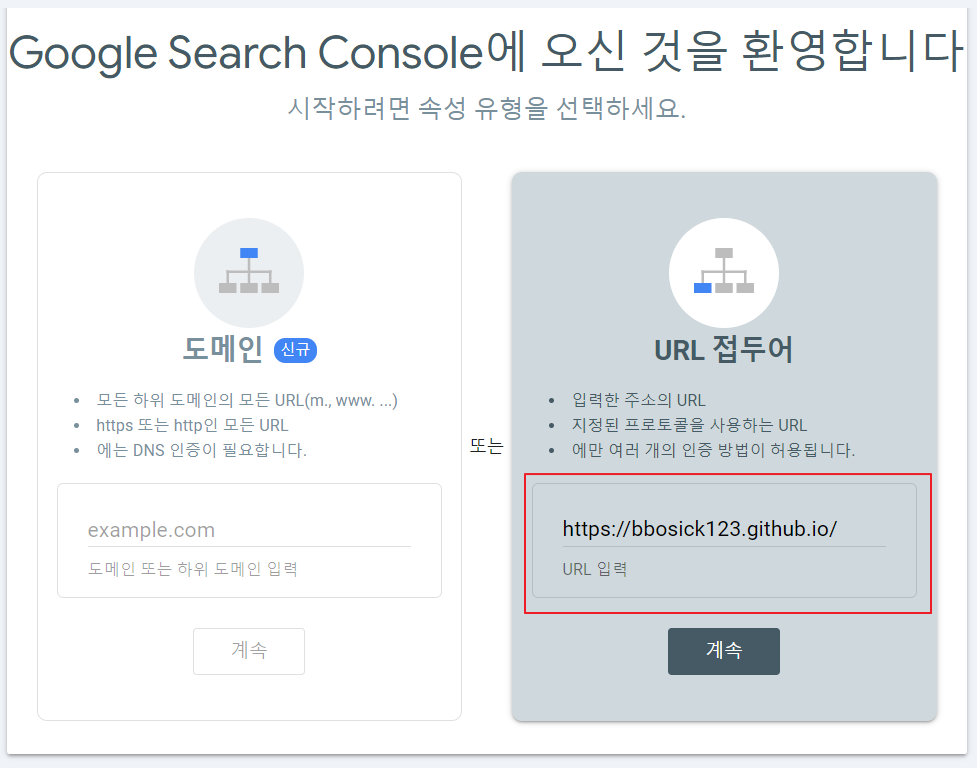 Google Search Console에 오신 것을 환영합니다
시작하려면 속성 유형을 선택하세요.
도메인 신규
모든 하위 도메인의 모든 URL(m., www. ...)
https 또는 http인 모든 URL
에는 DNS 인증이 필요합니다.
example.com
도메인 또는 하위 도메인 입력
계속
또는
URL 접두어
입력한 주소의 URL
지정된 프로토콜을 사용하는 URL
에만 여러 개의 인증 방법이 허용됩니다.
https://bbosick123.github.io/
URL 입력
계속